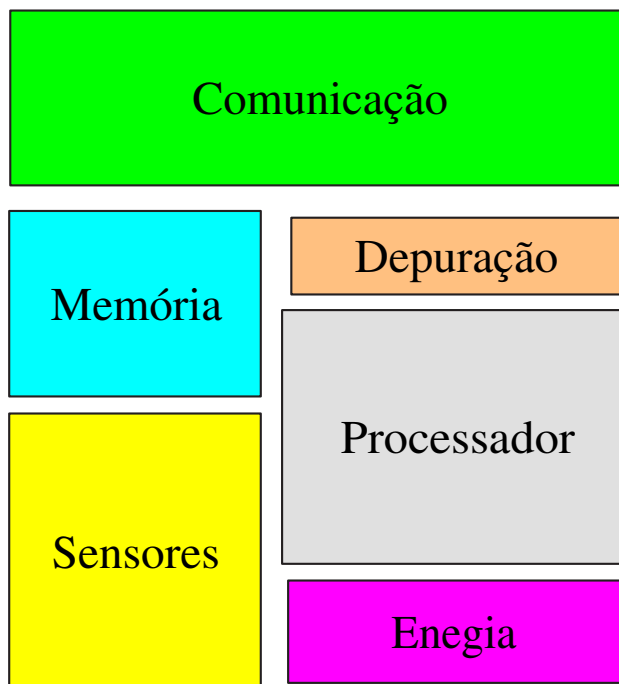 Comunicação
Memória
Depuração
Processador
Sensores
Enegia